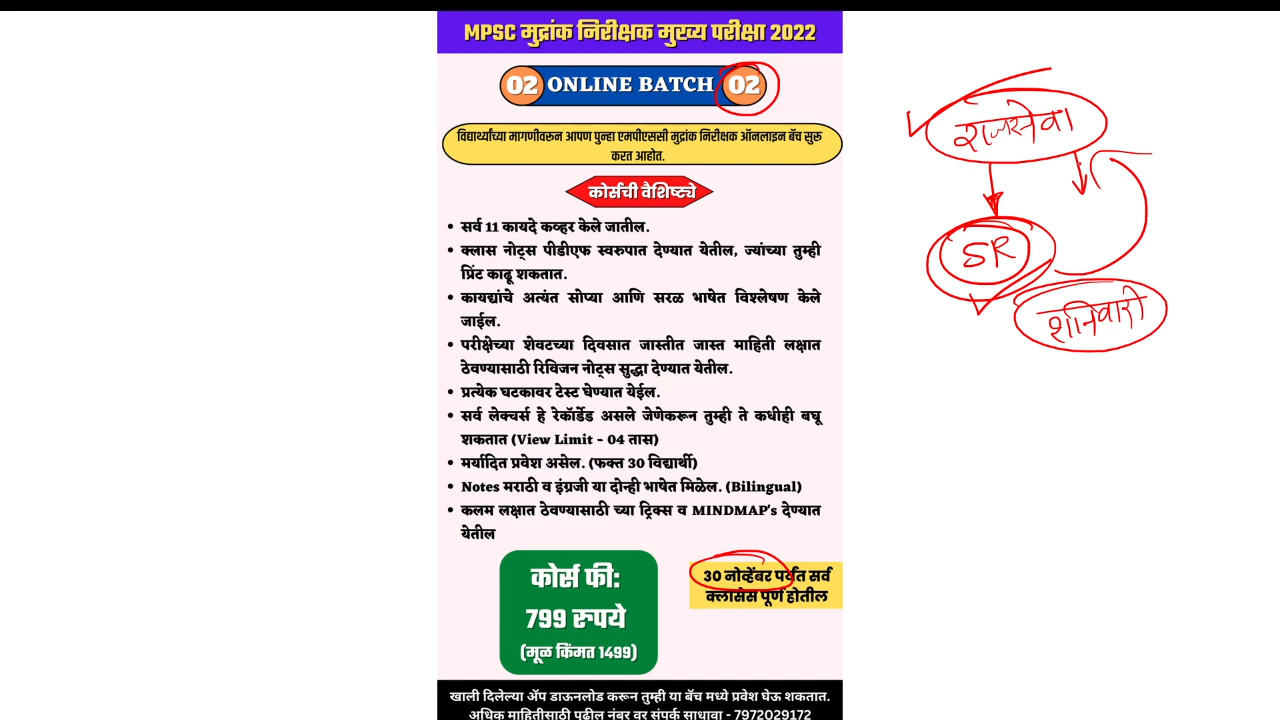 MPSC मुद्रांक निरीक्षक मुख्य परीक्षा 2022
02 ONLINE BATCH 02
विद्यार्थ्यांच्या मागणीवरून आपण पुन्हा एमपीएससी मुद्रांक निरीक्षक ऑनलाइन बॅच सुरू
करत आहोत.
कोर्सची वैशिष्ट्ये
• सर्व 11 कायदे कव्हर केले जातील.
• क्लास नोट्स पीडीएफ स्वरुपात देण्यात येतील, ज्यांच्या तुम्ही
प्रिंट काढू शकतात.
• कायद्यांचे अत्यंत सोप्या आणि सरळ भाषेत विश्लेषण केले
जाईल.
• परीक्षेच्या शेवटच्या दिवसात जास्तीत जास्त माहिती लक्षात
ठेवण्यासाठी रिविजन नोट्स सुद्धा देण्यात येतील.
• प्रत्येक घटकावर टेस्ट घेण्यात येईल.
• सर्व लेक्चर्स हे रेकॉर्डेड असले जेणेकरून तुम्ही ते कधीही बघू
शकतात (View Limit - 04 तास)
• मर्यादित प्रवेश असेल. (फक्त 30 विद्यार्थी)
• Notes मराठी व इंग्रजी या दोन्ही भाषेत मिळेल. (Bilingual)
• कलम लक्षात ठेवण्यासाठी च्या ट्रिक्स व MINDMAP's देण्यात
येतील
कोर्स फी:
799 रुपये
(मूळ किंमत 1499)
30 नोव्हेंबर पर्यंत सर्व
क्लासेस पूर्ण होतील
खाली दिलेल्या ॲप डाऊनलोड करून तुम्ही या बॅच मध्ये प्रवेश घेऊ शकतात.
अधिक माहितीसाठी पुढील नंबर वर संपर्क साधावा - 7972029172
राज्यसेवा
SR
शनिवारी